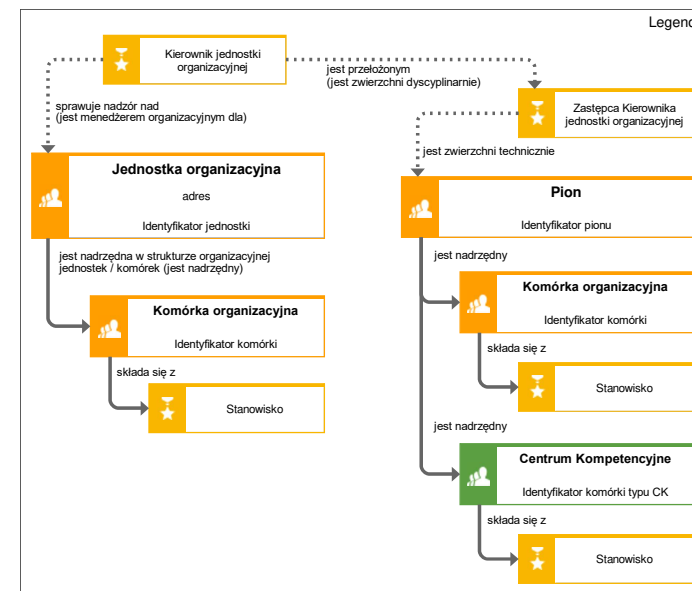 Legend
Kierownik jednostki
organizacyjnej
jest przełożonym
(jest zwierzchni dyscyplinarnie)
sprawuje nadzór nad
(jest menedżerem organizacyjnym dla)
Zastępca Kierownika
jednostki organizacyjnej
jest zwierzchni technicznie
Jednostka organizacyjna
adres
Identyfikator jednostki
Pion
Identyfikator pionu
jest nadrzędna w strukturze organizacyjnej
jednostek / komórek (jest nadrzędny)
jest nadrzędny
Komórka organizacyjna
Identyfikator komórki
Komórka organizacyjna
Identyfikator komórki
składa się z
Stanowisko
składa się z
Stanowisko
jest nadrzędny
Centrum Kompetencyjne
Identyfikator komórki typu CK
składa się z
Stanowisko